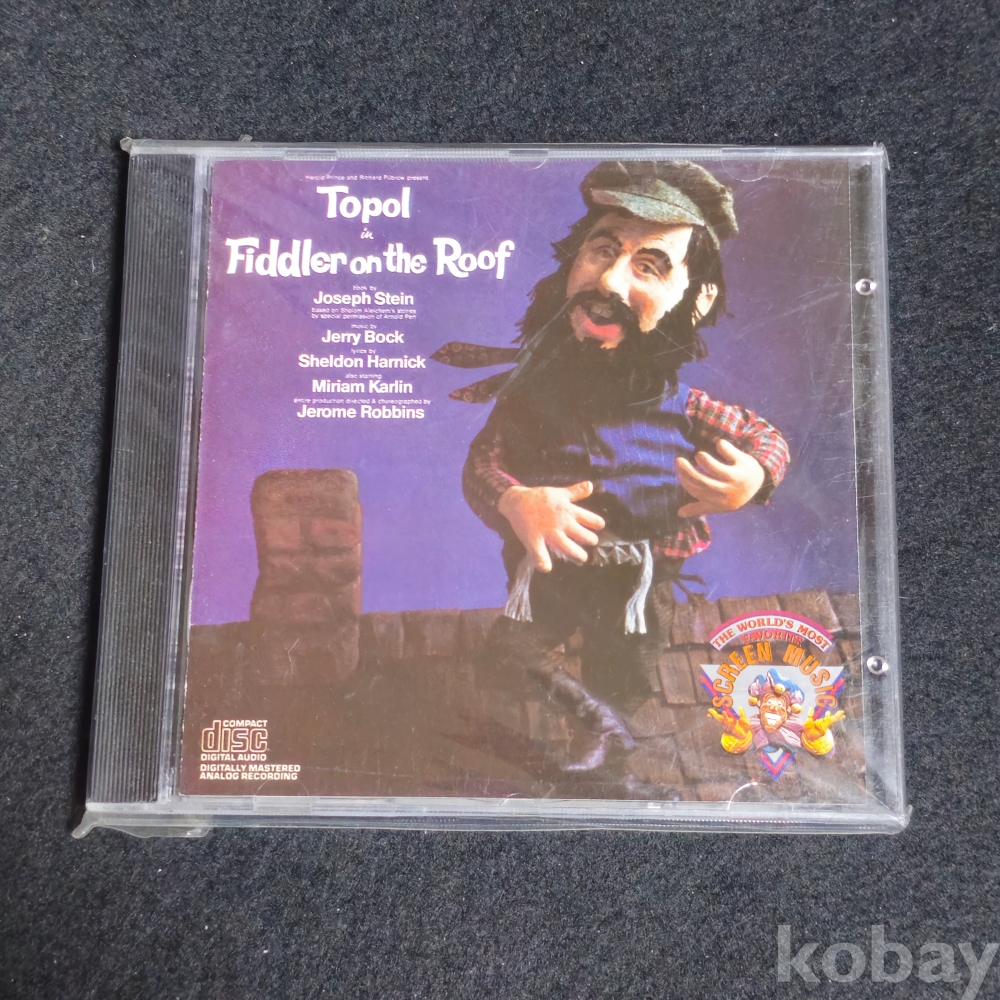 Harold Prince and Richard Pilbrow present
Topol
in
Fiddler on the Roof
book by
Joseph Stein
based on Sholom Aleichem's stories
by special permission of Arnold Perl
music by
Jerry Bock
lyrics by
Sheldon Harnick
also starring
Miriam Karlin
entire production directed & choreographed by
Jerome Robbins
THE WORLD'S MOST
FAVORITE
SCREEN MUSIC
COMPACT
disc
DIGITAL AUDIO
DIGITALLY MASTERED
ANALOG RECORDING
kobay